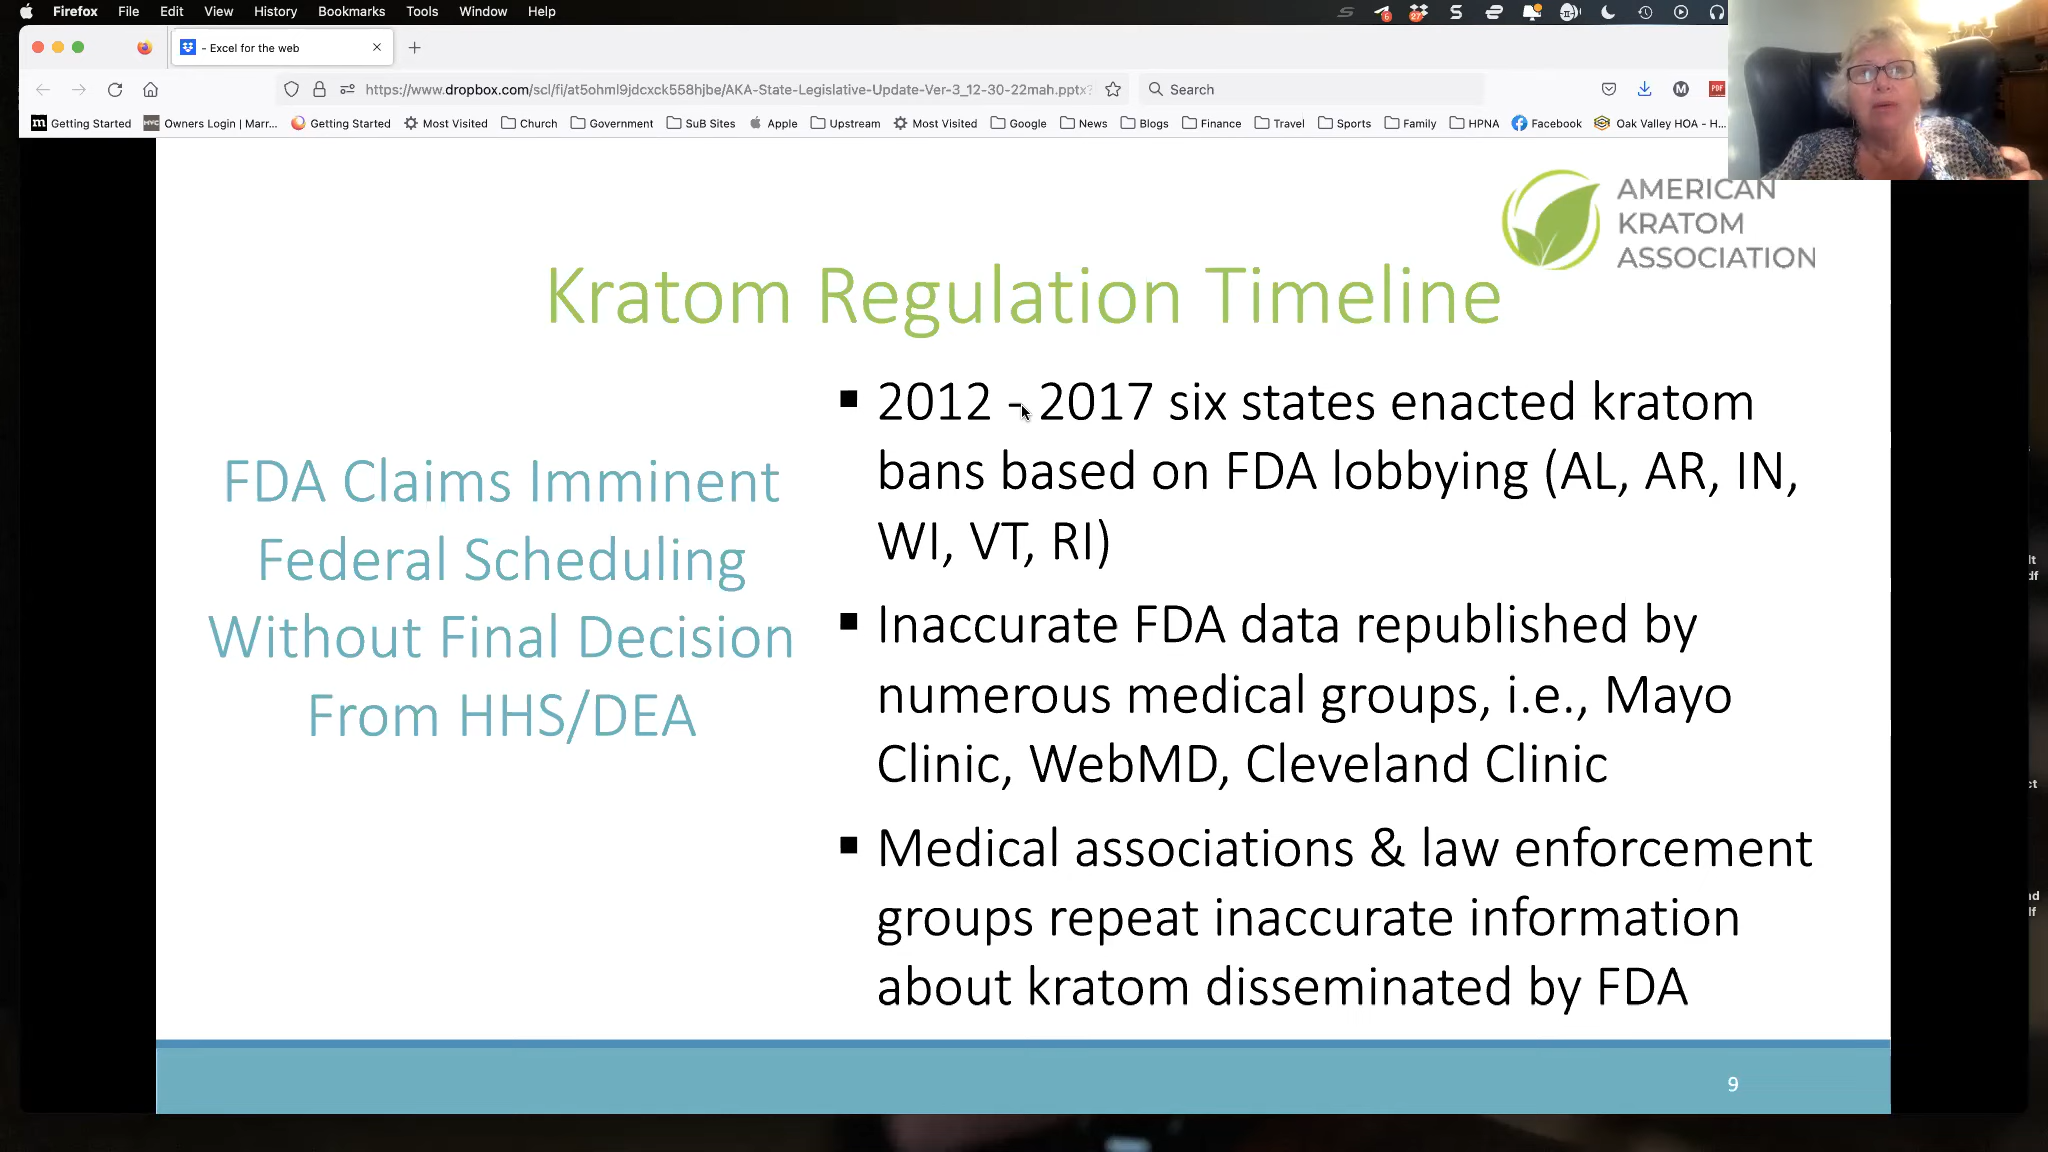 Firefox File Edit View History Bookmarks Tools Window Help
- Excel for the web
https://www.dropbox.com/scl/fi/at5ohml9jdcxck558hjbe/AKA-State-Legislative-Update-Ver-3_12-30-22mah.pptx?
Search
M
PDF
Getting Started
Owners Login | Marr...
Getting Started
Most Visited
Church
Government
SuB Sites
Apple
Upstream
Most Visited
Google
News
Blogs
Finance
Travel
Sports
Family
HPNA
Facebook
Oak Valley HOA - H...
AMERICAN
KRATOM
ASSOCIATION
Kratom Regulation Timeline
FDA Claims Imminent
Federal Scheduling
Without Final Decision
From HHS/DEA
▪ 2012 - 2017 six states enacted kratom
bans based on FDA lobbying (AL, AR, IN,
WI, VT, RI)
▪ Inaccurate FDA data republished by
numerous medical groups, i.e., Mayo
Clinic, WebMD, Cleveland Clinic
▪ Medical associations & law enforcement
groups repeat inaccurate information
about kratom disseminated by FDA
9